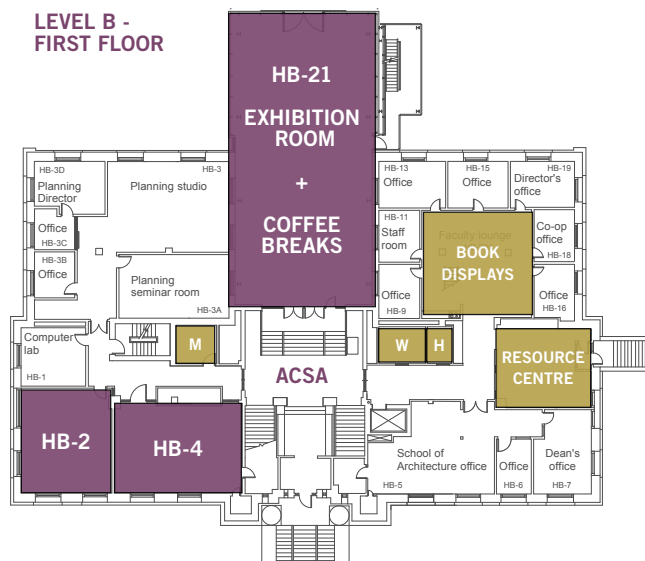 LEVEL B -
FIRST FLOOR
HB-21
EXHIBITION
ROOM
+
COFFEE
BREAKS
HB-3D
Planning
Director
HB-3
Planning studio
Office
HB-3C
HB-3B
Office
Planning
seminar room
HB-3A
HB-13
Office
HB-15
Office
HB-19
Director's
office
HB-11
Staff
room
Faculty lounge
BOOK
DISPLAYS
Co-op
office
HB-18
Office
HB-9
Office
HB-16
Computer
lab
HB-1
M
ACSA
W
H
RESOURCE
CENTRE
HB-2
HB-4
School of
Architecture office
HB-5
Office
HB-6
Dean's
office
HB-7